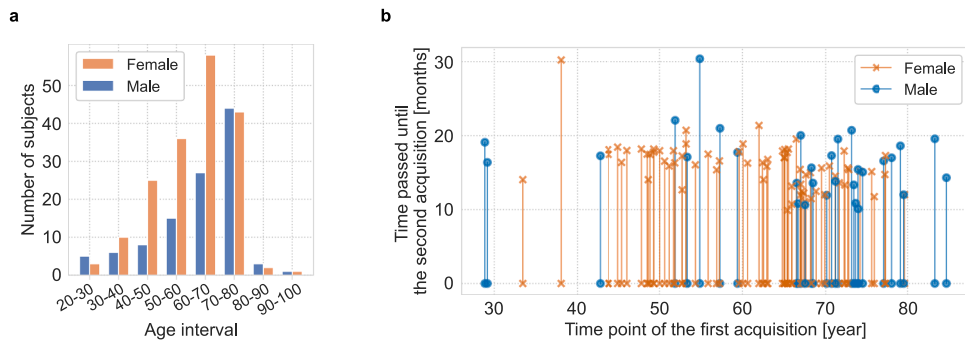 a
Number of subjects
50
40
30
20
10
0
Female
Male
20-30
30-40
40-50
50-60
60-70
70-80
80-90
90-100
Age interval
b
Time passed until
the second acquisition [months]
30
20
10
0
Female
Male
30
40
50
60
70
80
Time point of the first acquisition [year]